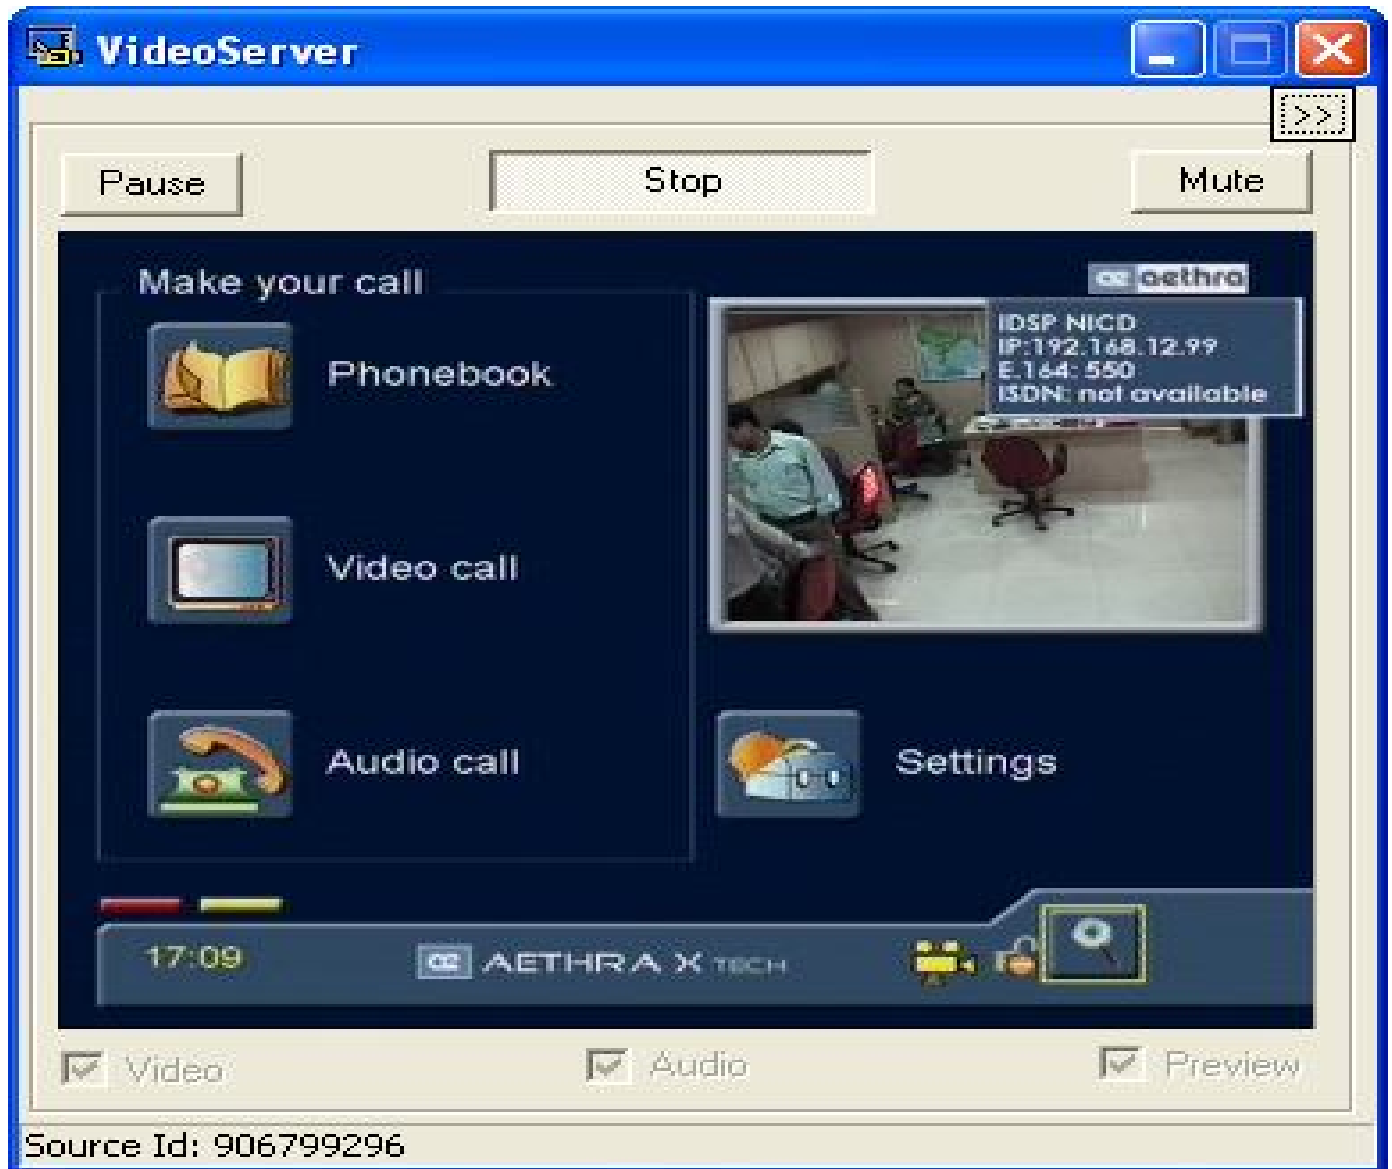 VideoServer
>>
Pause
Stop
Mute
Make your call
aethra
IDSP NICD
IP:192.168.12.99
E.164: 550
ISDN: not available
Phonebook
Video call
Audio call
Settings
17:09
AETHRA X TECH
Video
Audio
Preview
Source Id: 906799296